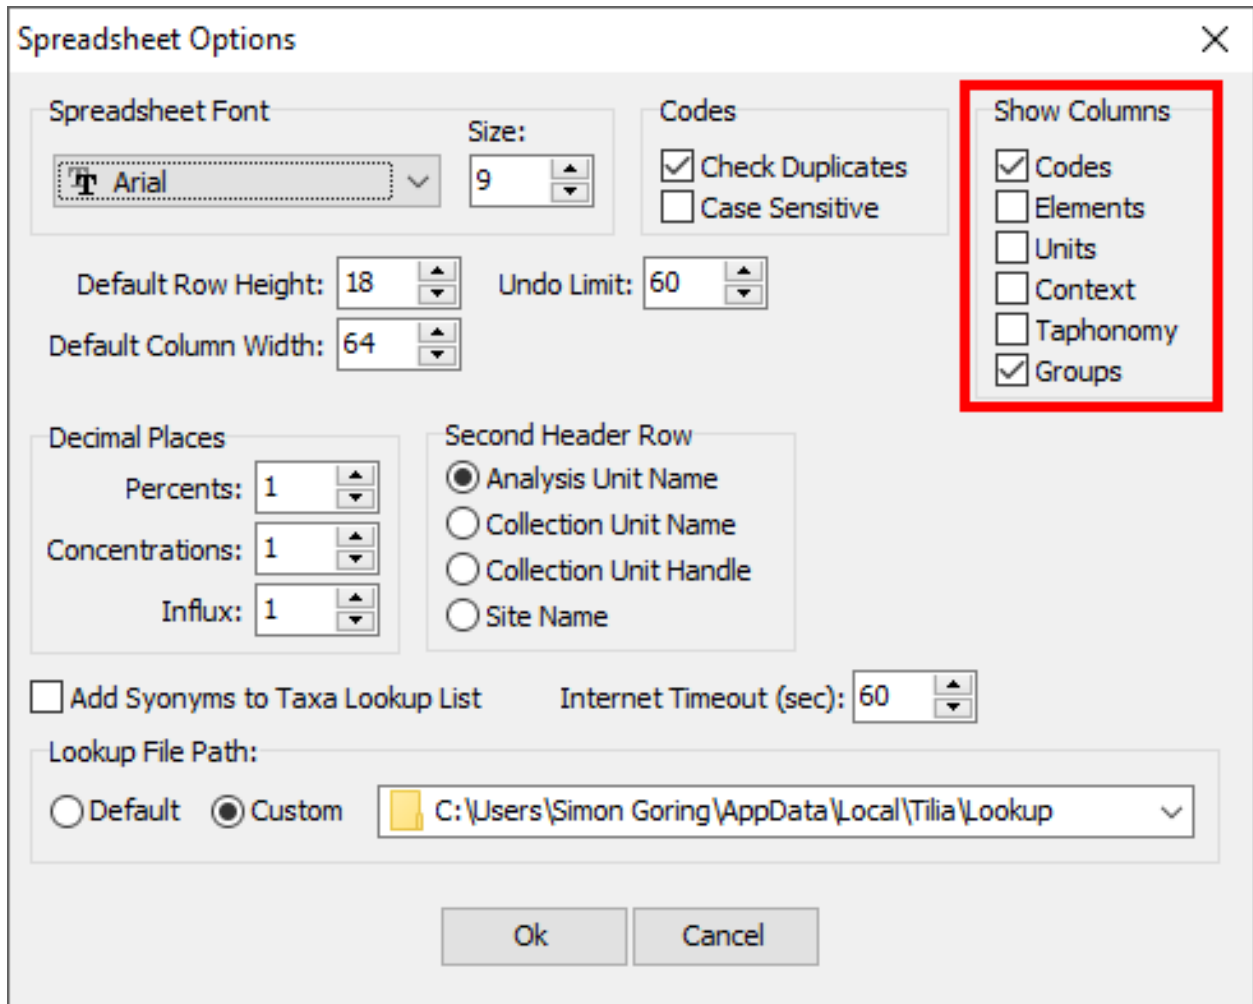 Spreadsheet Options
Spreadsheet Font
Size:
Arial
9
Codes
Check Duplicates
Case Sensitive
Show Columns
Codes
Elements
Units
Context
Taphonomy
Groups
Default Row Height: 18
Undo Limit: 60
Default Column Width: 64
Decimal Places
Percents: 1
Concentrations: 1
Influx: 1
Second Header Row
Analysis Unit Name
Collection Unit Name
Collection Unit Handle
Site Name
Add Synonyms to Taxa Lookup List
Internet Timeout (sec): 60
Lookup File Path:
Default
Custom
C:\Users\Simon Goring\AppData\Local\Tilia\Lookup
Ok
Cancel